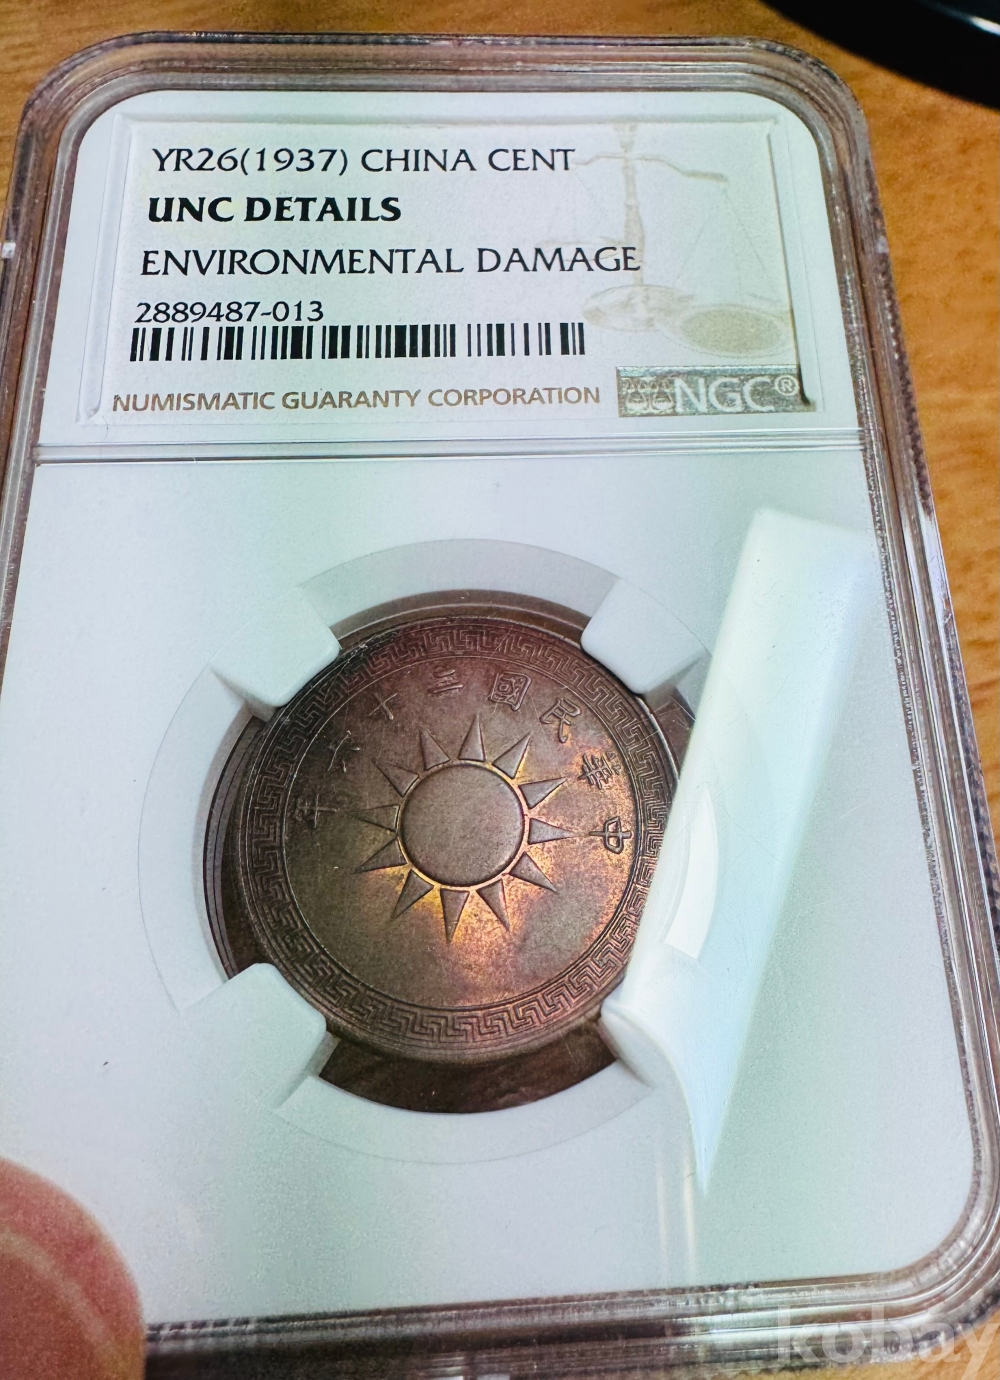 YR26(1937) CHINA CENT
UNC DETAILS
ENVIRONMENTAL DAMAGE
2889487-013
NUMISMATIC GUARANTY CORPORATION
NGC®
年六十二國民華中
kobay